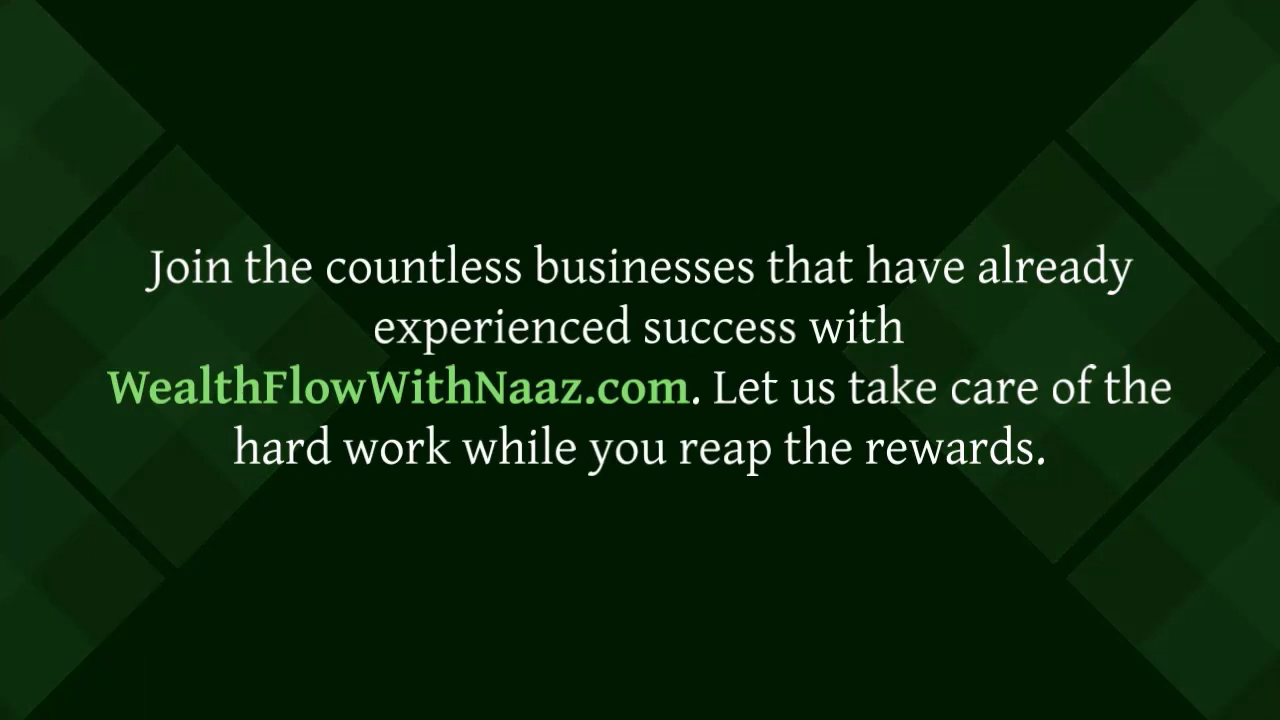 Join the countless businesses that have already
experienced success with
WealthFlowWithNaaz.com. Let us take care of the
hard work while you reap the rewards.